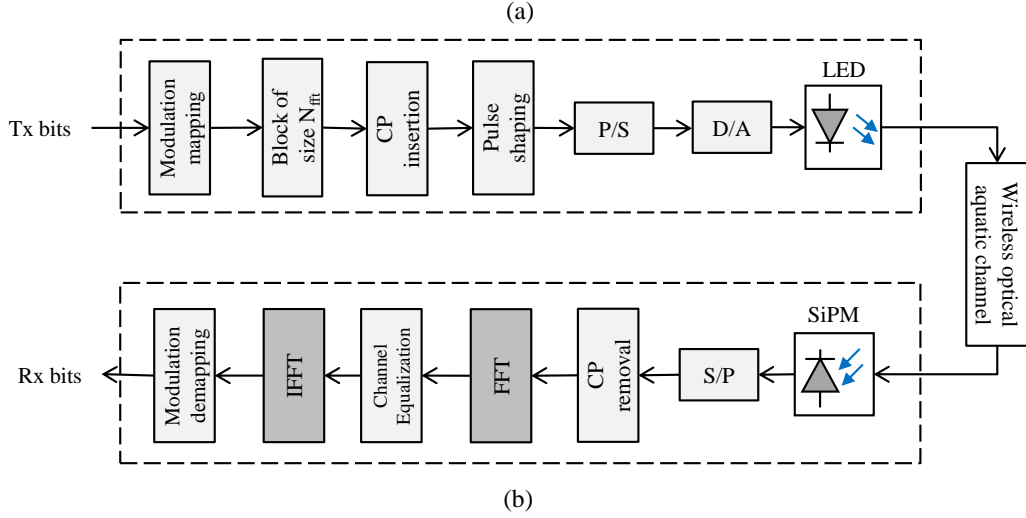 (a)
LED
Tx bits
Modulation
mapping
Block of
size N_fft
CP
insertion
Pulse
shaping
P/S
D/A
Wireless optical
aquatic channel
SiPM
Rx bits
Modulation
demapping
IFFT
Channel
Equalization
FFT
CP
removal
S/P
(b)